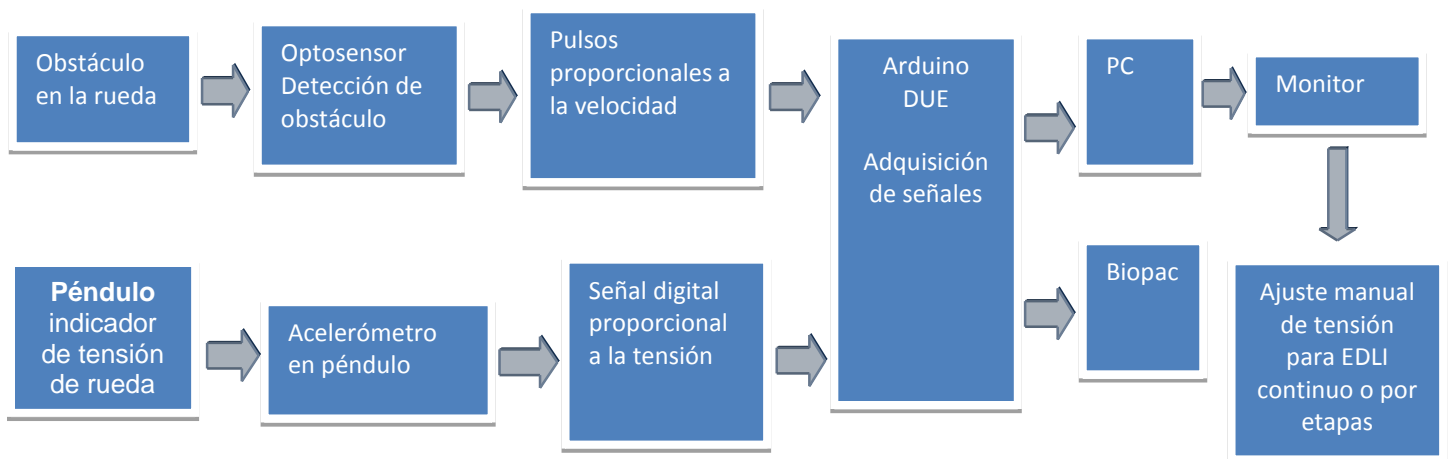 Obstáculo
en la rueda
Optosensor
Detección de
obstáculo
Pulsos
proporcionales a
la velocidad
Arduino
DUE
Adquisición
de señales
PC
Monitor
Péndulo
indicador
de tensión
de rueda
Acelerómetro
en péndulo
Señal digital
proporcional
a la tensión
Biopac
Ajuste manual
de tensión
para EDLI
continuo o por
etapas